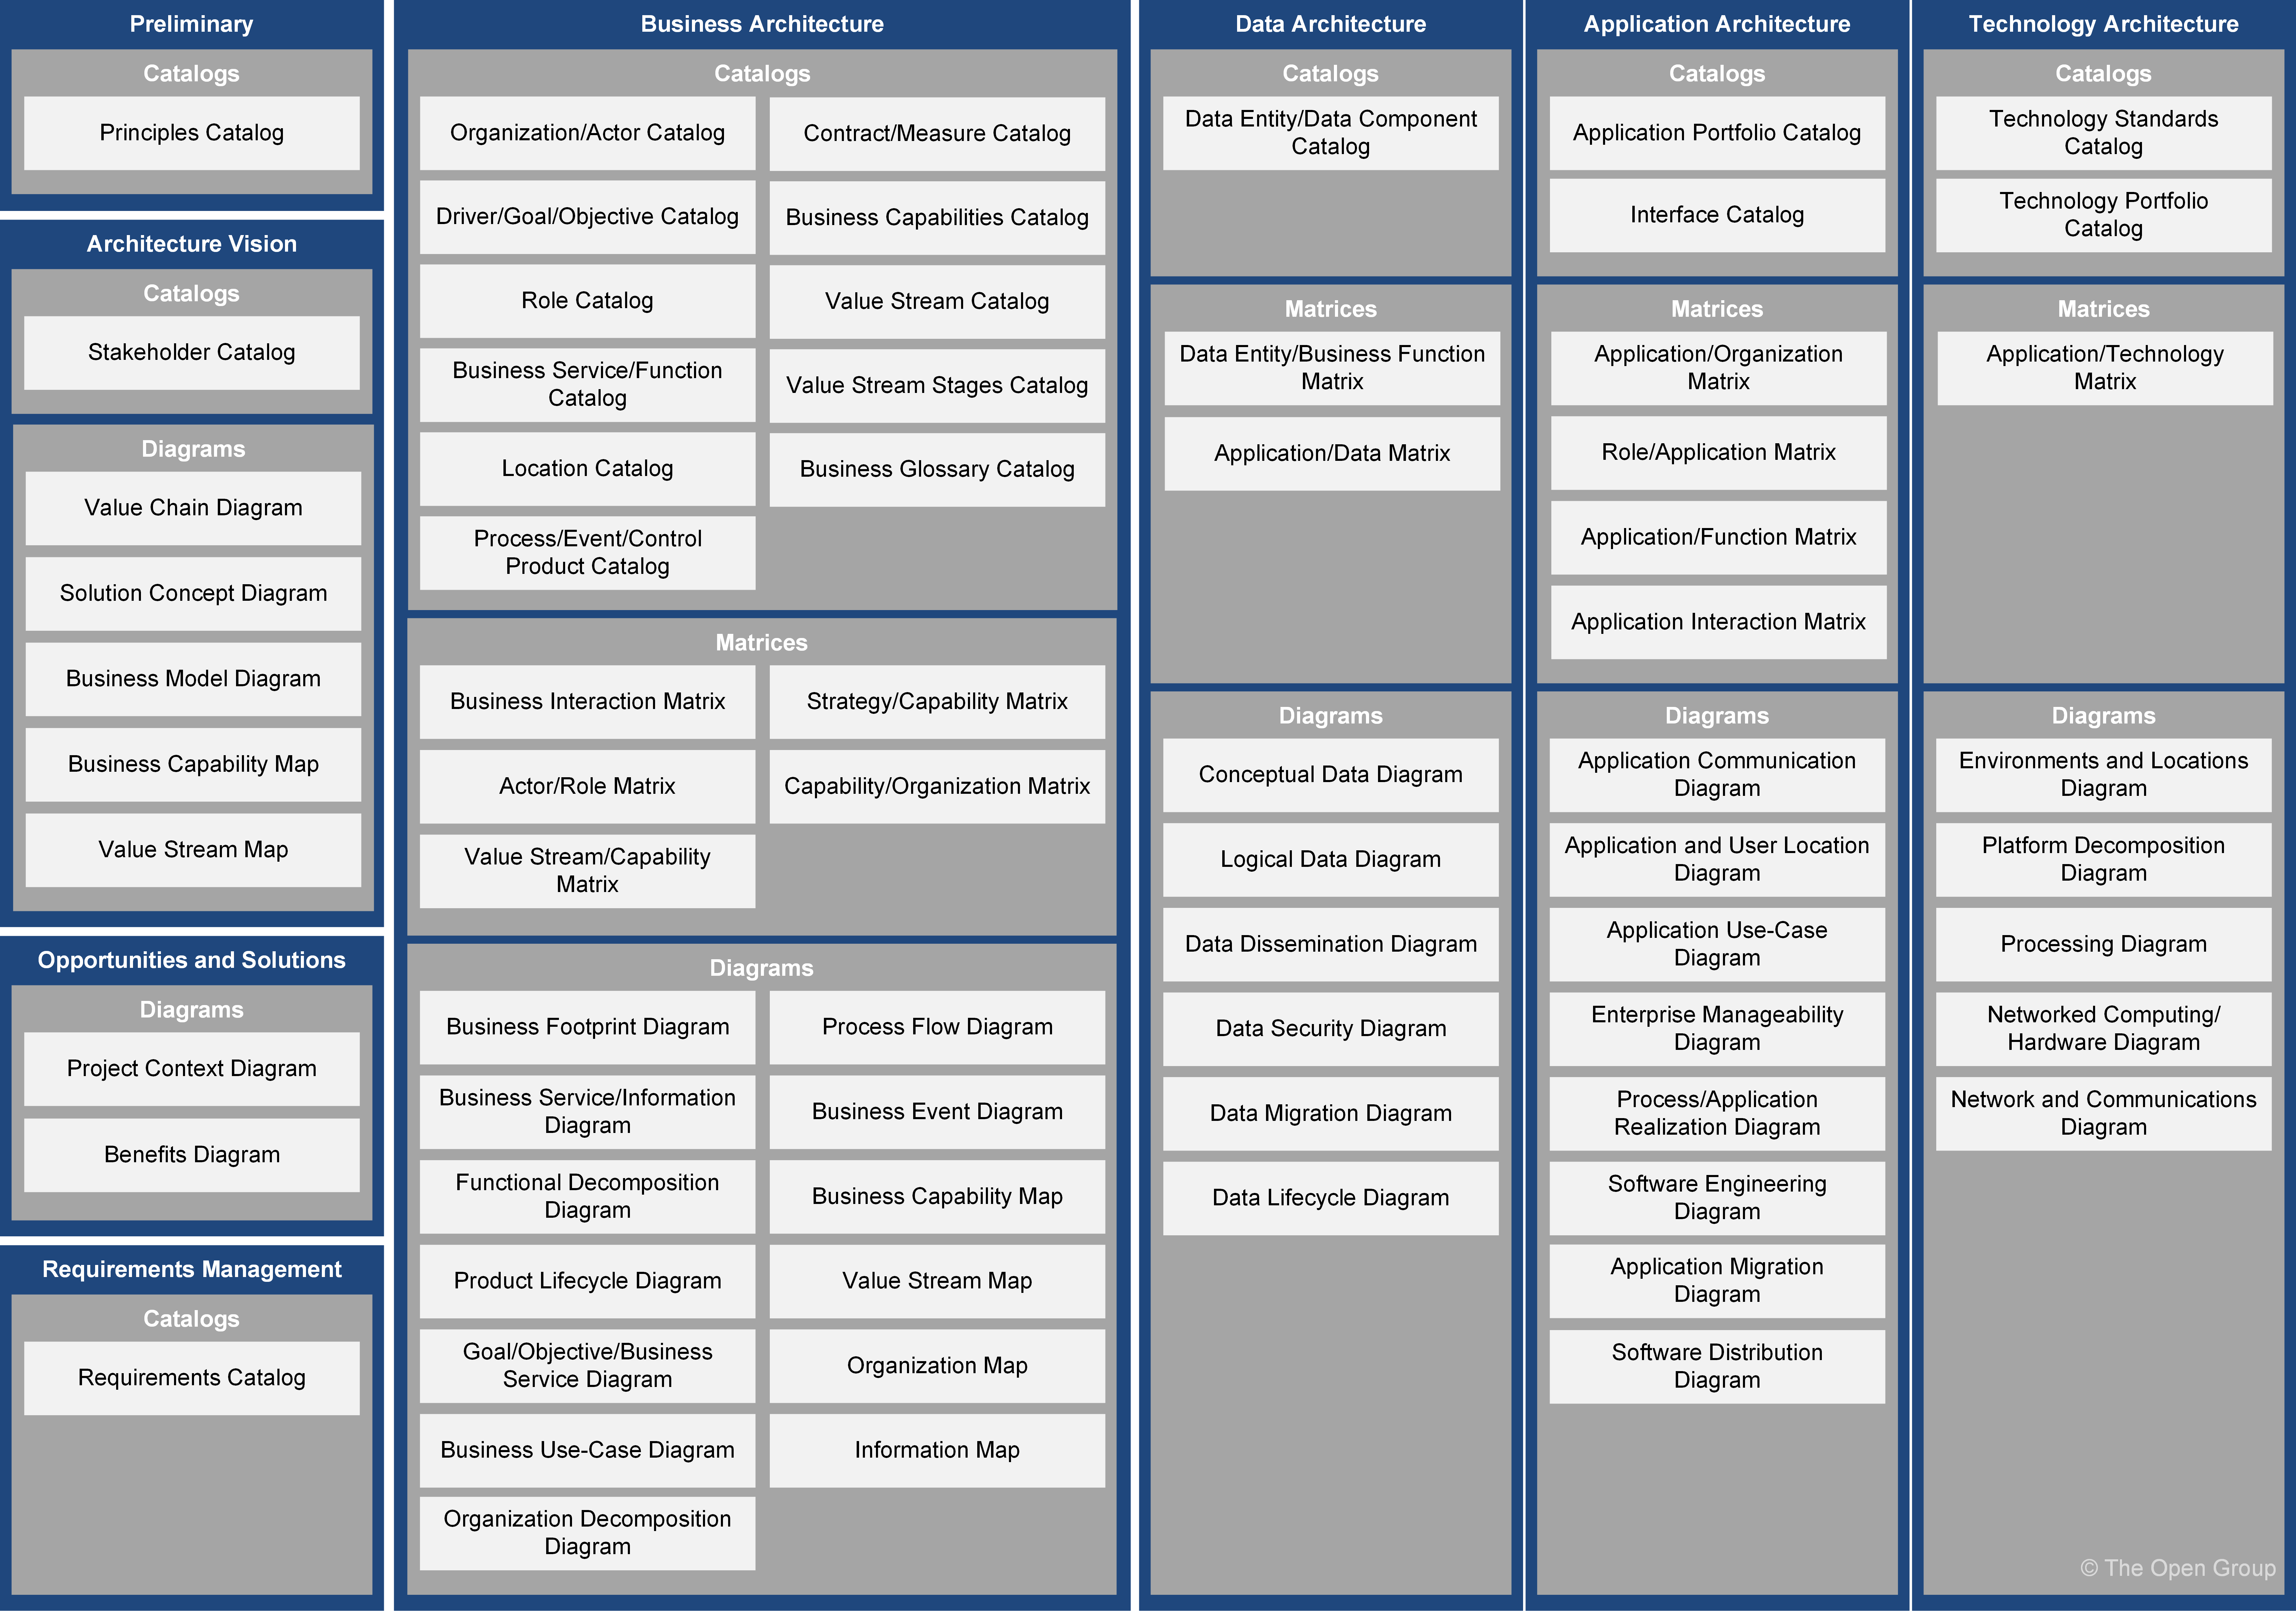 Preliminary
Catalogs
Principles Catalog
Architecture Vision
Catalogs
Stakeholder Catalog
Diagrams
Value Chain Diagram
Solution Concept Diagram
Business Model Diagram
Business Capability Map
Value Stream Map
Opportunities and Solutions
Diagrams
Project Context Diagram
Benefits Diagram
Requirements Management
Catalogs
Requirements Catalog
Business Architecture
Catalogs
Organization/Actor Catalog
Driver/Goal/Objective Catalog
Role Catalog
Business Service/Function
Catalog
Location Catalog
Process/Event/Control
Product Catalog
Contract/Measure Catalog
Business Capabilities Catalog
Value Stream Catalog
Value Stream Stages Catalog
Business Glossary Catalog
Matrices
Business Interaction Matrix
Actor/Role Matrix
Value Stream/Capability
Matrix
Strategy/Capability Matrix
Capability/Organization Matrix
Diagrams
Business Footprint Diagram
Business Service/Information
Diagram
Functional Decomposition
Diagram
Product Lifecycle Diagram
Goal/Objective/Business
Service Diagram
Business Use-Case Diagram
Organization Decomposition
Diagram
Process Flow Diagram
Business Event Diagram
Business Capability Map
Value Stream Map
Organization Map
Information Map
Data Architecture
Catalogs
Data Entity/Data Component
Catalog
Matrices
Data Entity/Business Function
Matrix
Application/Data Matrix
Diagrams
Conceptual Data Diagram
Logical Data Diagram
Data Dissemination Diagram
Data Security Diagram
Data Migration Diagram
Data Lifecycle Diagram
Application Architecture
Catalogs
Application Portfolio Catalog
Interface Catalog
Matrices
Application/Organization
Matrix
Role/Application Matrix
Application/Function Matrix
Application Interaction Matrix
Diagrams
Application Communication
Diagram
Application and User Location
Diagram
Application Use-Case
Diagram
Enterprise Manageability
Diagram
Process/Application
Realization Diagram
Software Engineering
Diagram
Application Migration
Diagram
Software Distribution
Diagram
Technology Architecture
Catalogs
Technology Standards
Catalog
Technology Portfolio
Catalog
Matrices
Application/Technology
Matrix
Diagrams
Environments and Locations
Diagram
Platform Decomposition
Diagram
Processing Diagram
Networked Computing/
Hardware Diagram
Network and Communications
Diagram
© The Open Group